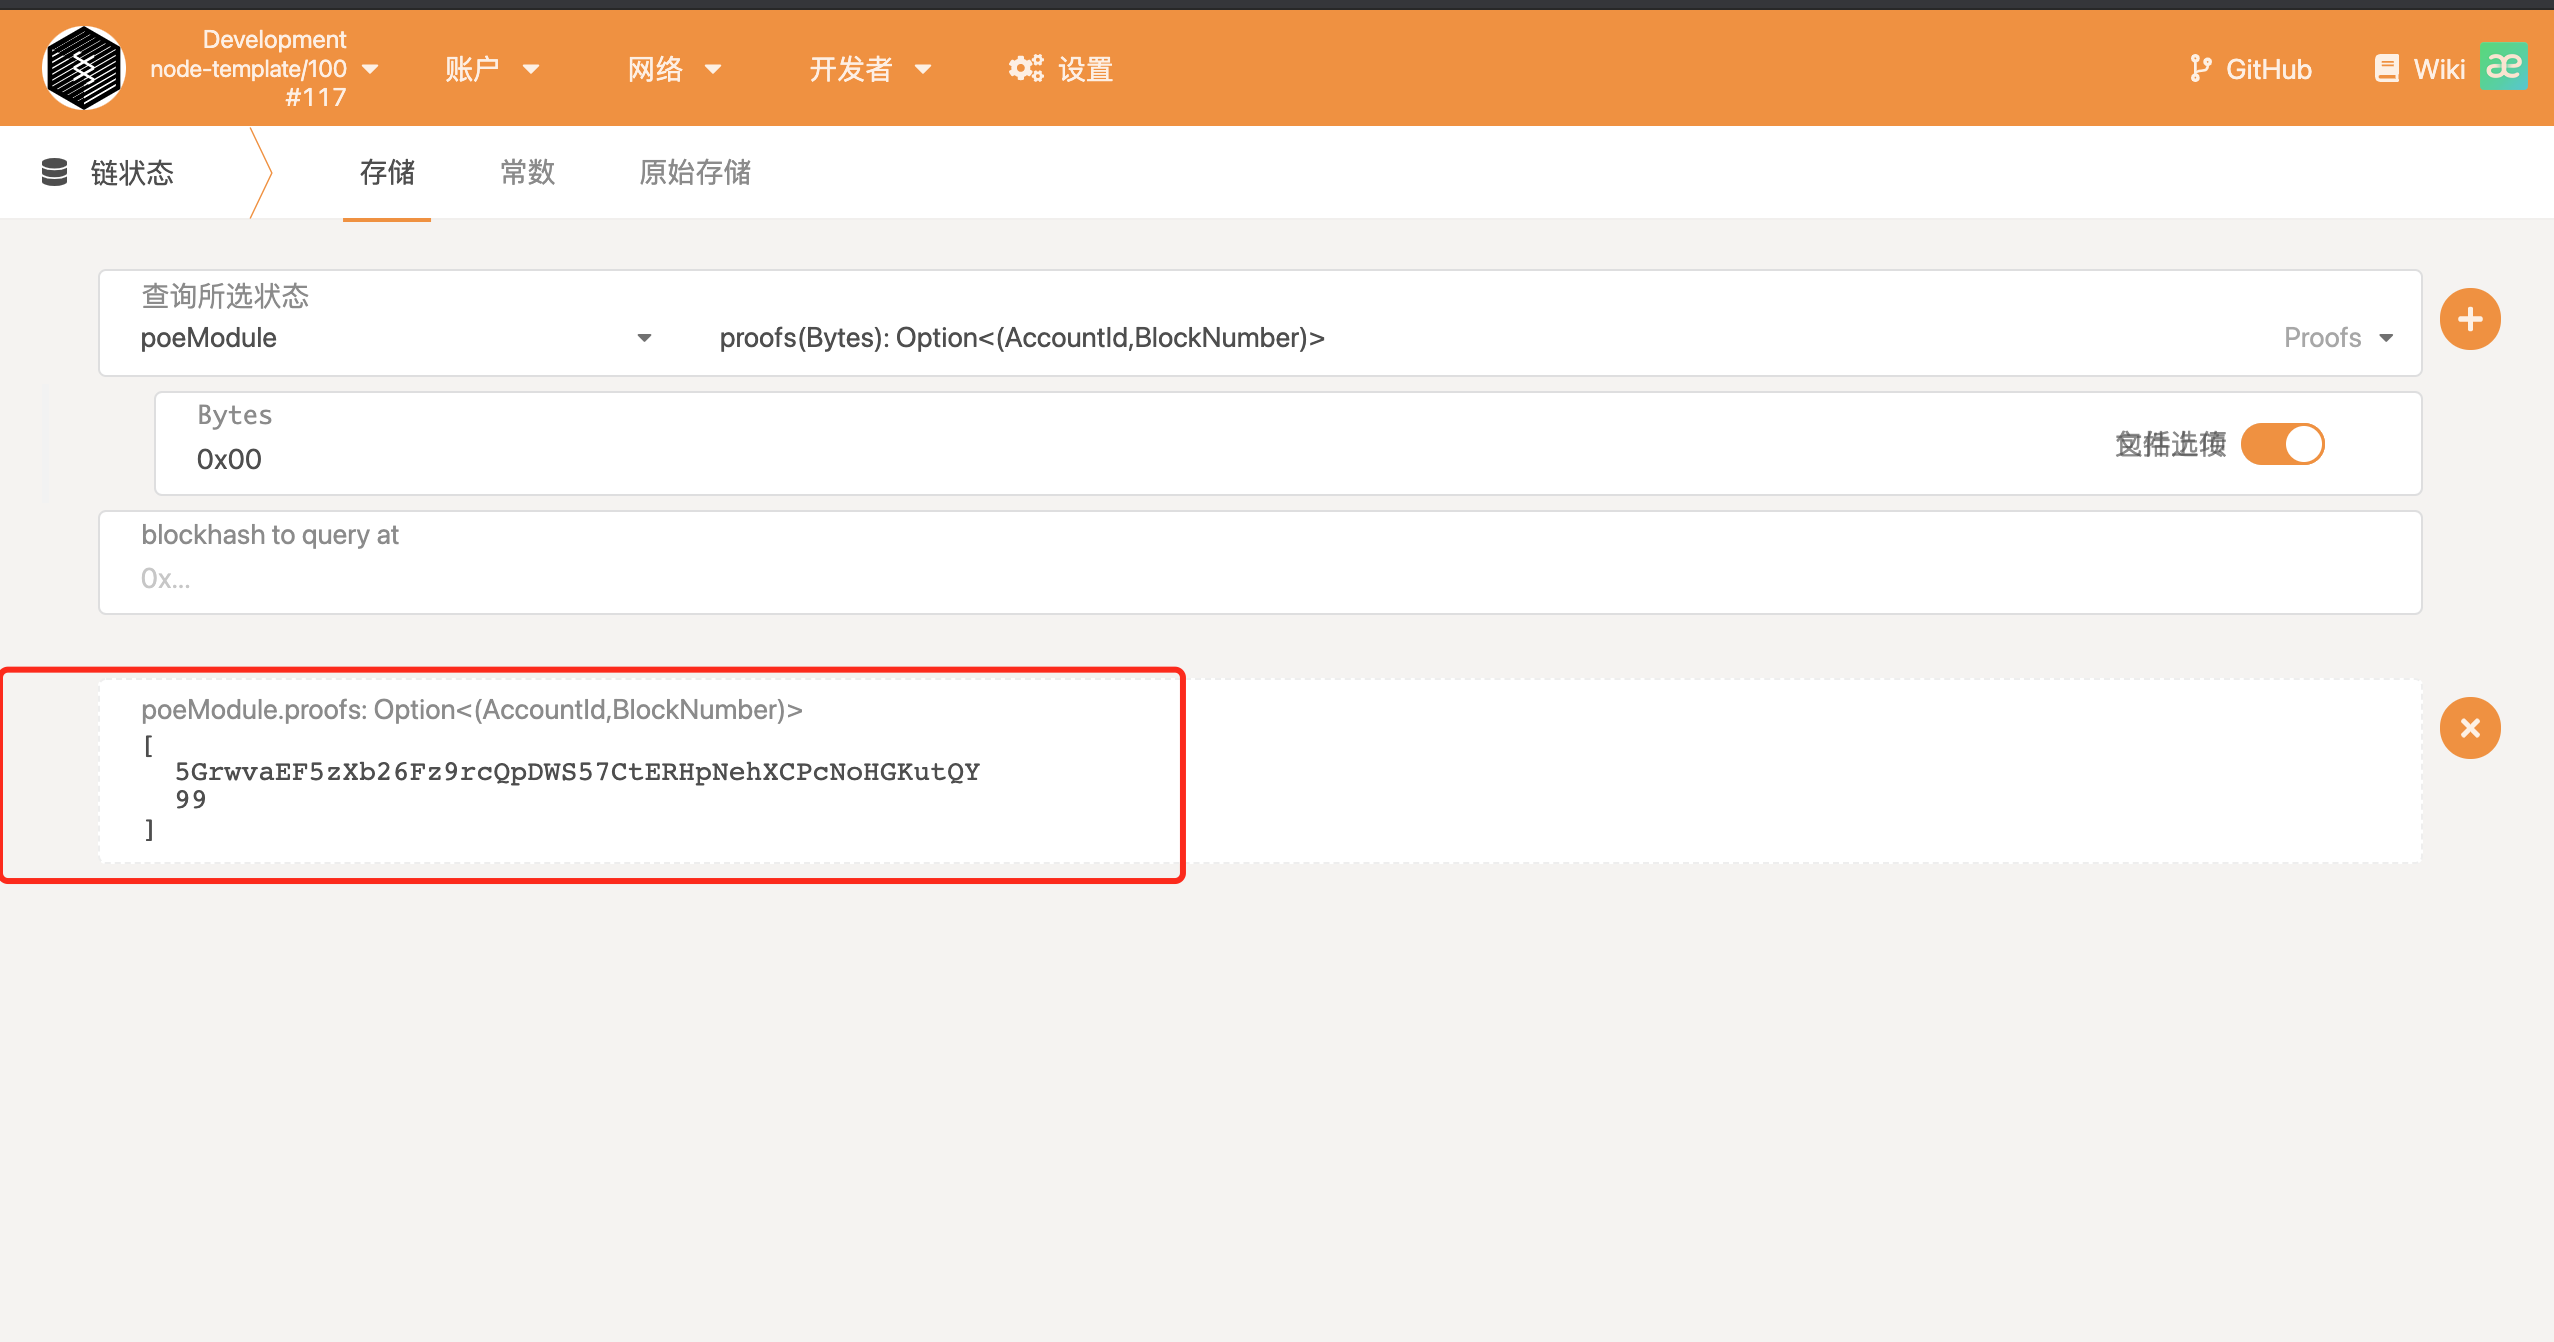 Development
node-template/100
#117
账户
网络
开发者
设置
GitHub
Wiki
链状态
存储
常数
原始存储
查询所选状态
poeModule
proofs(Bytes): Option<(AccountId,BlockNumber)>
Proofs
Bytes
0x00
blockhash to query at
0x...
poeModule.proofs: Option<(AccountId,BlockNumber)>
[
5GrwvaEF5zXb26Fz9rcQpDWS57CtERHpNehXCPcNoHGKutQY
99
]